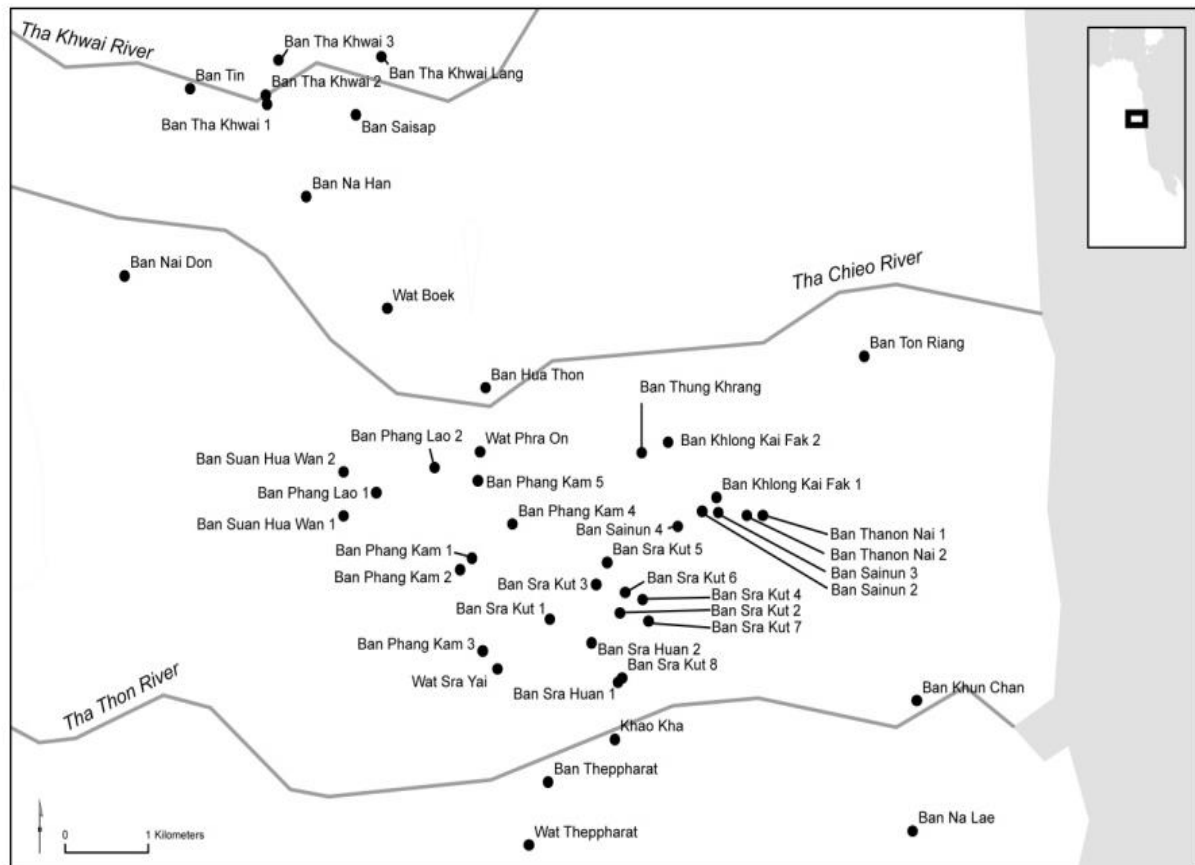 Tha Khwai River
Ban Tha Khwai 3
Ban Tin
Ban Tha Khwai 2
Ban Tha Khwai Lang
Ban Tha Khwai 1
Ban Saisap
Ban Na Han
Ban Nai Don
Tha Chieo River
Wat Boek
Ban Ton Riang
Ban Hua Thon
Ban Thung Khrang
Ban Phang Lao 2
Wat Phra On
Ban Khlong Kai Fak 2
Ban Suan Hua Wan 2
Ban Phang Kam 5
Ban Khlong Kai Fak 1
Ban Phang Lao 1
Ban Phang Kam 4
Ban Suan Hua Wan 1
Ban Sainun 4
Ban Thanon Nai 1
Ban Thanon Nai 2
Ban Phang Kam 1
Ban Sra Kut 5
Ban Sainun 3
Ban Phang Kam 2
Ban Sra Kut 3
Ban Sra Kut 6
Ban Sainun 2
Ban Sra Kut 4
Ban Sra Kut 1
Ban Sra Kut 2
Ban Sra Kut 7
Ban Phang Kam 3
Ban Sra Huan 2
Ban Sra Kut 8
Wat Sra Yai
Ban Sra Huan 1
Ban Khun Chan
Tha Thon River
Khao Kha
Ban Theppharat
Wat Theppharat
Ban Na Lae
0 1 Kilometers